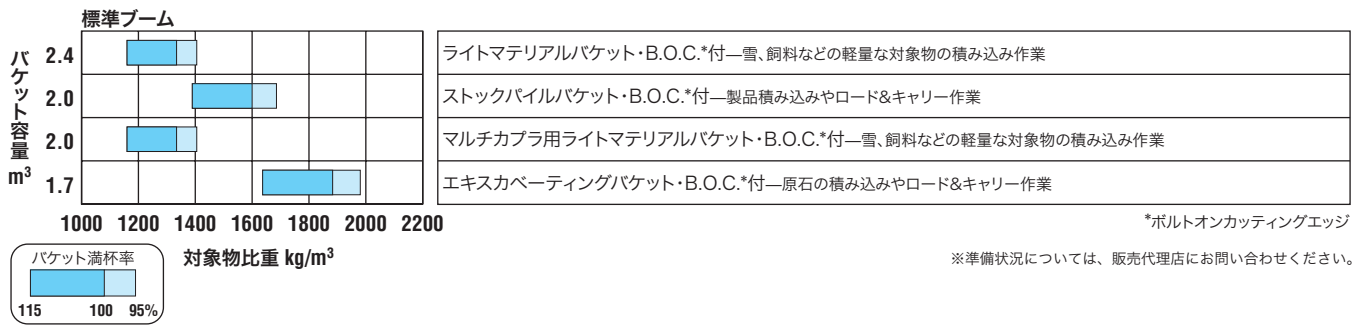 標準ブーム
バケット容量 m³
2.4
ライトマテリアルバケット・B.O.C.*付—雪、飼料などの軽量な対象物の積み込み作業
2.0
ストックパイルバケット・B.O.C.*付—製品積み込みやロード&キャリー作業
2.0
マルチカプラ用ライトマテリアルバケット・B.O.C.*付—雪、飼料などの軽量な対象物の積み込み作業
1.7
エキスカベーティングバケット・B.O.C.*付—原石の積み込みやロード&キャリー作業
1000 1200 1400 1600 1800 2000 2200
*ボルトオンカッティングエッジ
対象物比重 kg/m³
※準備状況については、販売代理店にお問い合わせください。
バケット満杯率
115 100 95%